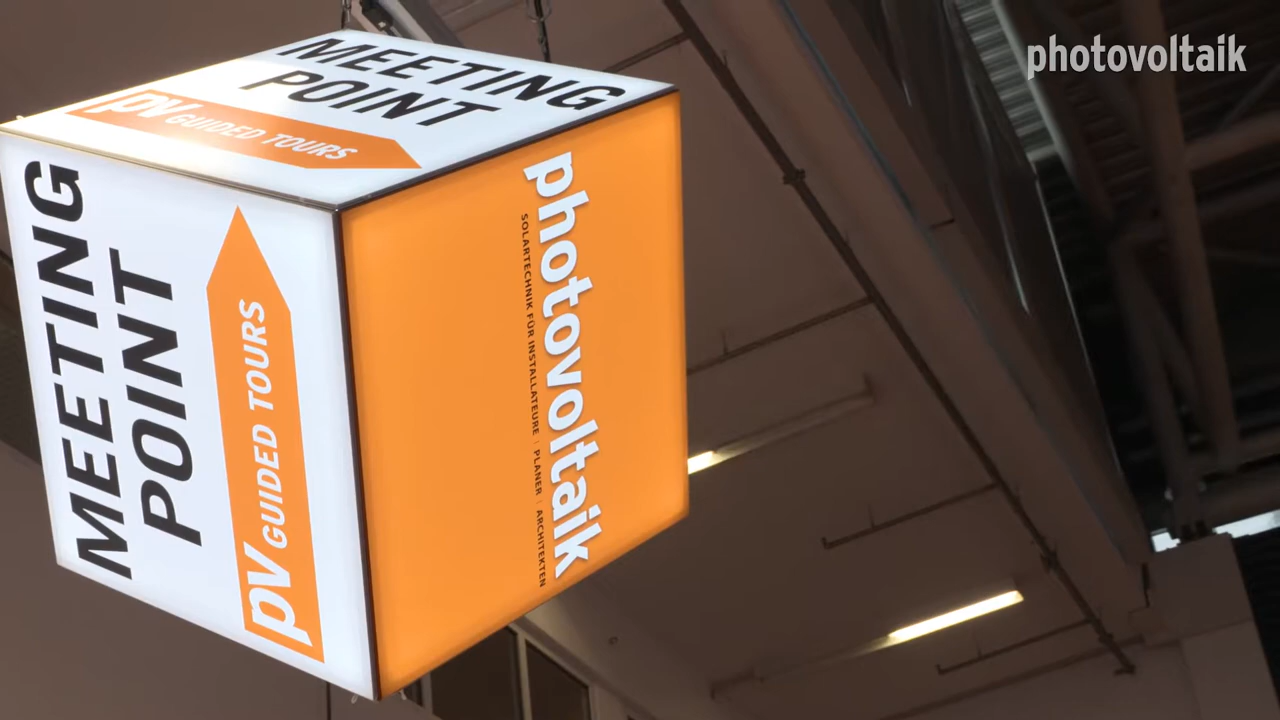 photovoltaik
MEETING
POINT
pv GUIDED TOURS
MEETING
POINT
pv GUIDED TOURS
photovoltaik
SOLARTECHNIK FÜR INSTALLATEURE | PLANER | ARCHITEKTEN